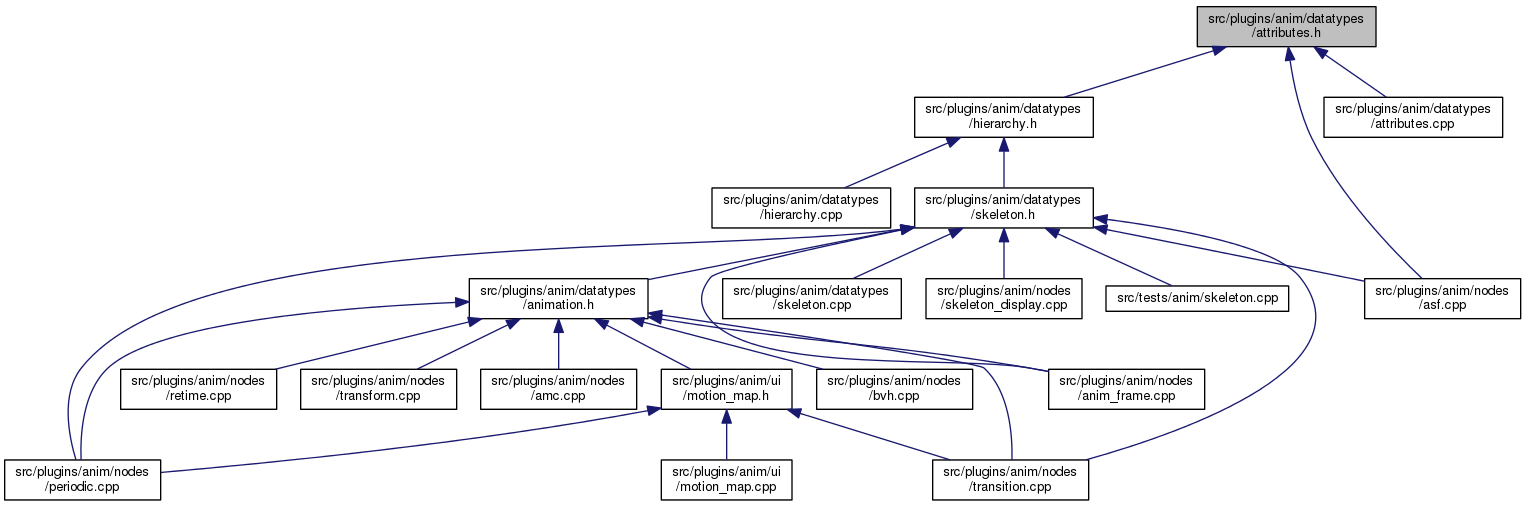 src/plugins/anim/datatypes
/attributes.h
src/plugins/anim/datatypes
/hierarchy.h
src/plugins/anim/datatypes
/attributes.cpp
src/plugins/anim/datatypes
/hierarchy.cpp
src/plugins/anim/datatypes
/skeleton.h
src/plugins/anim/datatypes
/animation.h
src/plugins/anim/datatypes
/skeleton.cpp
src/plugins/anim/nodes
/skeleton_display.cpp
src/tests/anim/skeleton.cpp
src/plugins/anim/nodes
/asf.cpp
src/plugins/anim/nodes
/retime.cpp
src/plugins/anim/nodes
/transform.cpp
src/plugins/anim/nodes
/amc.cpp
src/plugins/anim/ui
/motion_map.h
src/plugins/anim/nodes
/bvh.cpp
src/plugins/anim/nodes
/anim_frame.cpp
src/plugins/anim/nodes
/periodic.cpp
src/plugins/anim/ui
/motion_map.cpp
src/plugins/anim/nodes
/transition.cpp